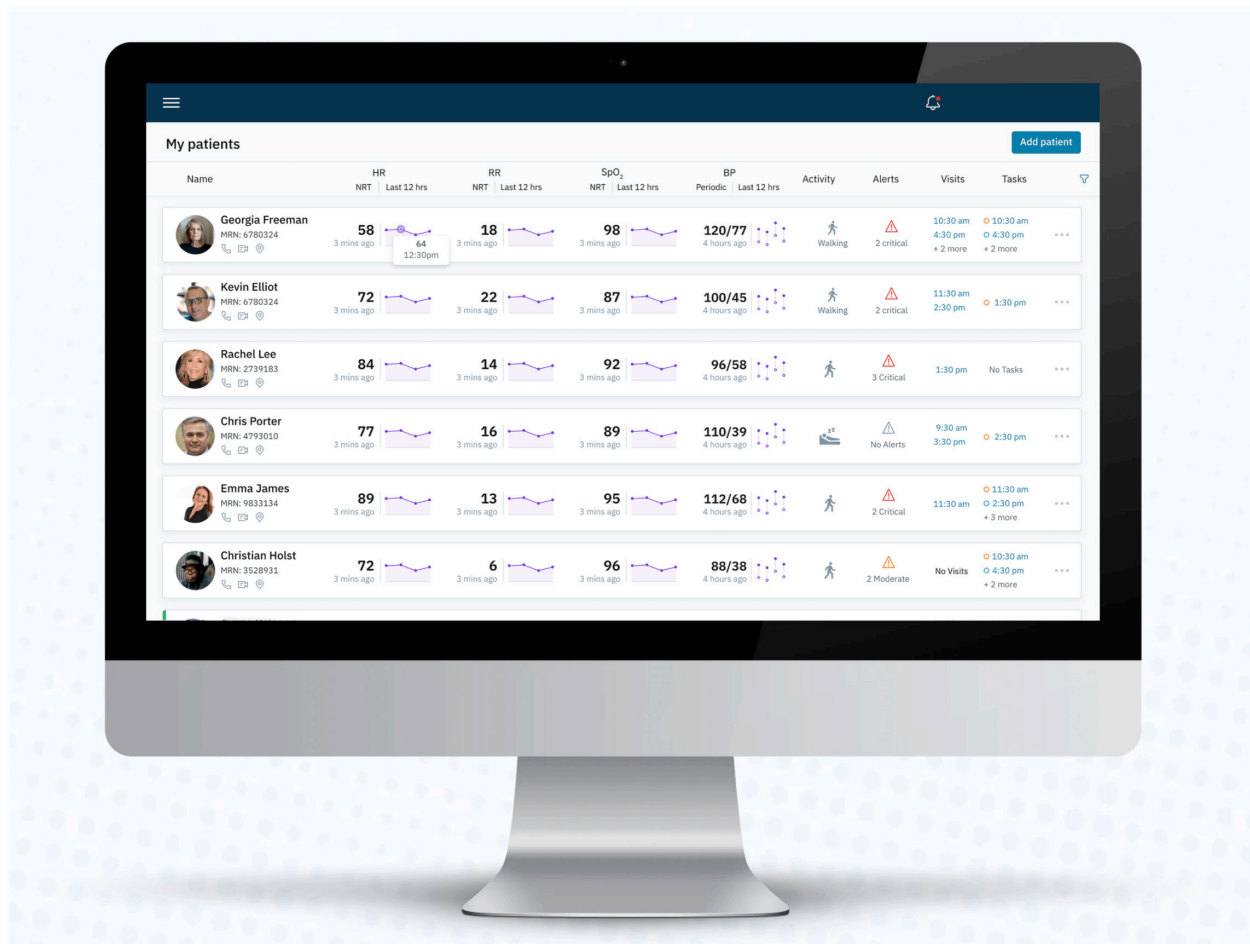 My patients
Add patient
Name
HR
NRT Last 12 hrs
RR
NRT Last 12 hrs
SpO₂
NRT Last 12 hrs
BP
Periodic Last 12 hrs
Activity
Alerts
Visits
Tasks
Georgia Freeman
MRN: 6780324
58
3 mins ago
64
12:30pm
18
3 mins ago
98
3 mins ago
120/77
4 hours ago
Walking
2 critical
10:30 am
4:30 pm
+ 2 more
10:30 am
4:30 pm
+ 2 more
Kevin Elliot
MRN: 6780324
72
3 mins ago
22
3 mins ago
87
3 mins ago
100/45
4 hours ago
Walking
2 critical
11:30 am
2:30 pm
1:30 pm
Rachel Lee
MRN: 2739183
84
3 mins ago
14
3 mins ago
92
3 mins ago
96/58
4 hours ago
3 Critical
1:30 pm
No Tasks
Chris Porter
MRN: 4793010
77
3 mins ago
16
3 mins ago
89
3 mins ago
110/39
4 hours ago
zz
No Alerts
9:30 am
3:30 pm
2:30 pm
Emma James
MRN: 9833134
89
3 mins ago
13
3 mins ago
95
3 mins ago
112/68
4 hours ago
2 Critical
11:30 am
11:30 am
2:30 pm
+ 3 more
Christian Holst
MRN: 3528931
72
3 mins ago
6
3 mins ago
96
3 mins ago
88/38
4 hours ago
2 Moderate
No Visits
10:30 am
4:30 pm
+ 2 more